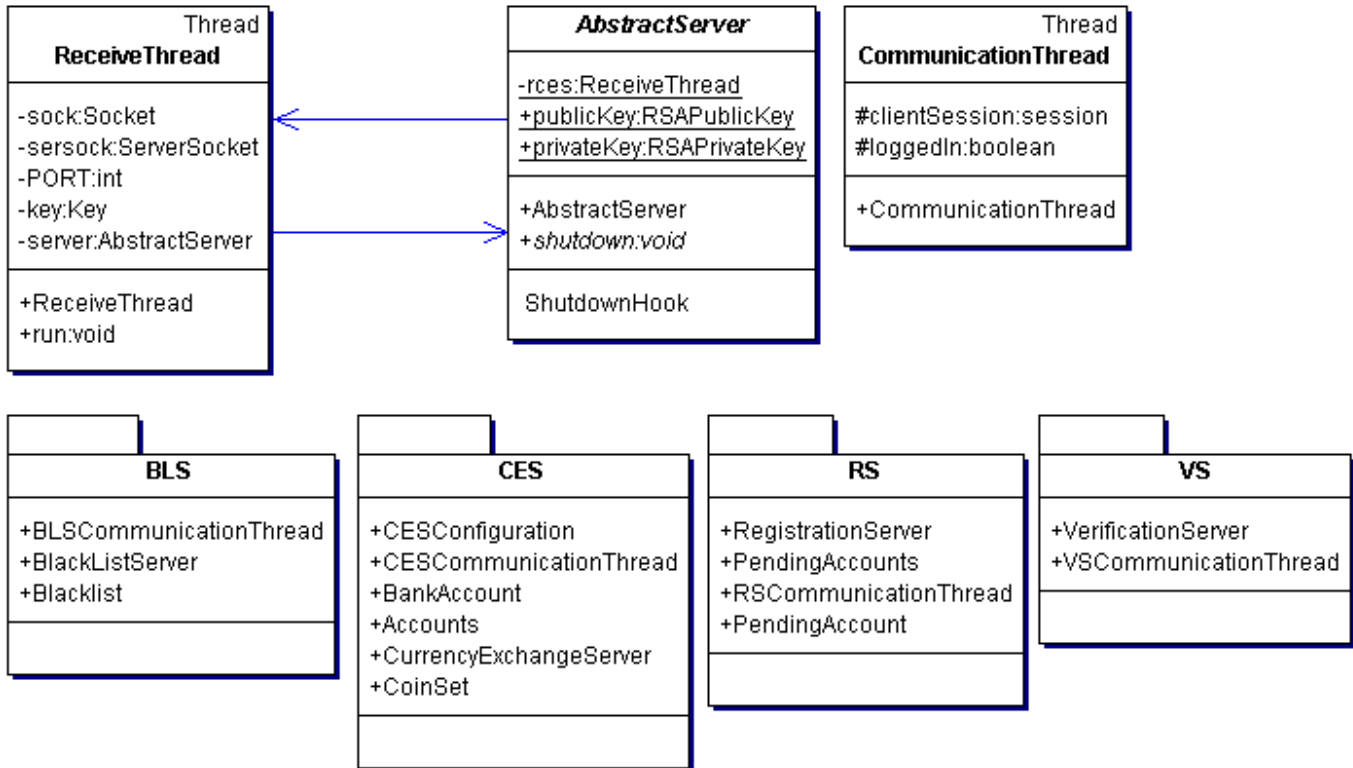 Thread
ReceiveThread
-sock:Socket
-sersock:ServerSocket
-PORT:int
-key:Key
-server:AbstractServer
+ReceiveThread
+run:void
AbstractServer
-rces:ReceiveThread
+publicKey:RSAPublicKey
+privateKey:RSAPrivateKey
+AbstractServer
+shutdown:void
ShutdownHook
Thread
CommunicationThread
#clientSession:session
#loggedIn:boolean
+CommunicationThread
BLS
+BLSCommunicationThread
+BlackListServer
+Blacklist
CES
+CESConfiguration
+CESCommunicationThread
+BankAccount
+Accounts
+CurrencyExchangeServer
+CoinSet
RS
+RegistrationServer
+PendingAccounts
+RSCommunicationThread
+PendingAccount
VS
+VerificationServer
+VSCommunicationThread